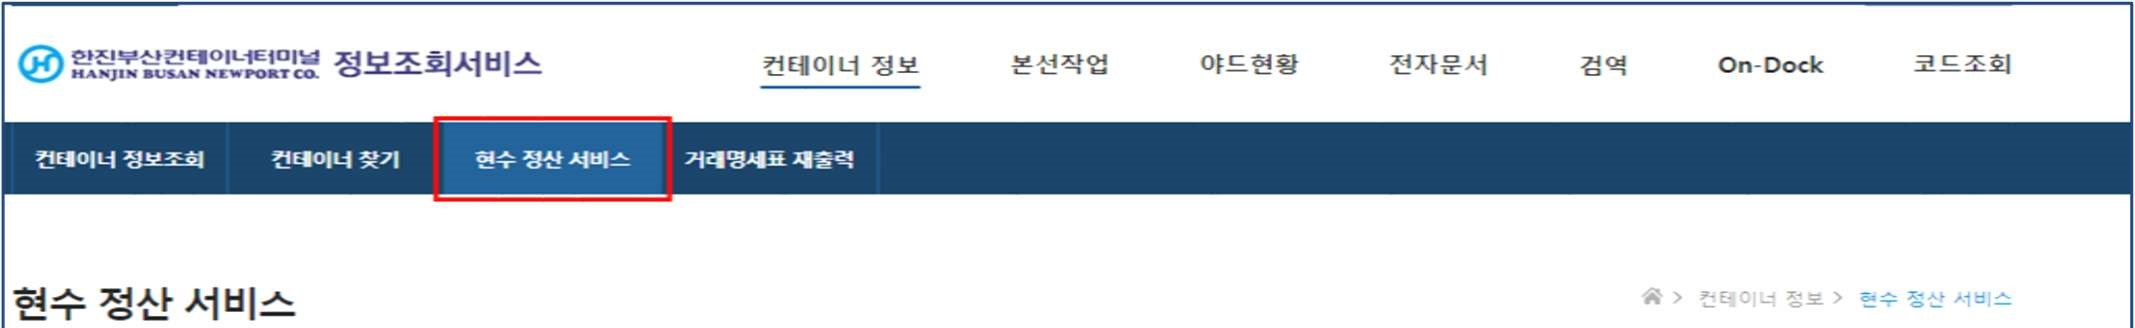 한진부산컨테이너터미널 정보조회서비스
HANJIN BUSAN NEWPORT CO.
컨테이너 정보 본선작업 야드현황 전자문서 검역 On-Dock 코드조회
컨테이너 정보조회 컨테이너 찾기 현수 정산 서비스 거래명세표 재출력
현수 정산 서비스
컨테이너 정보 > 현수 정산 서비스